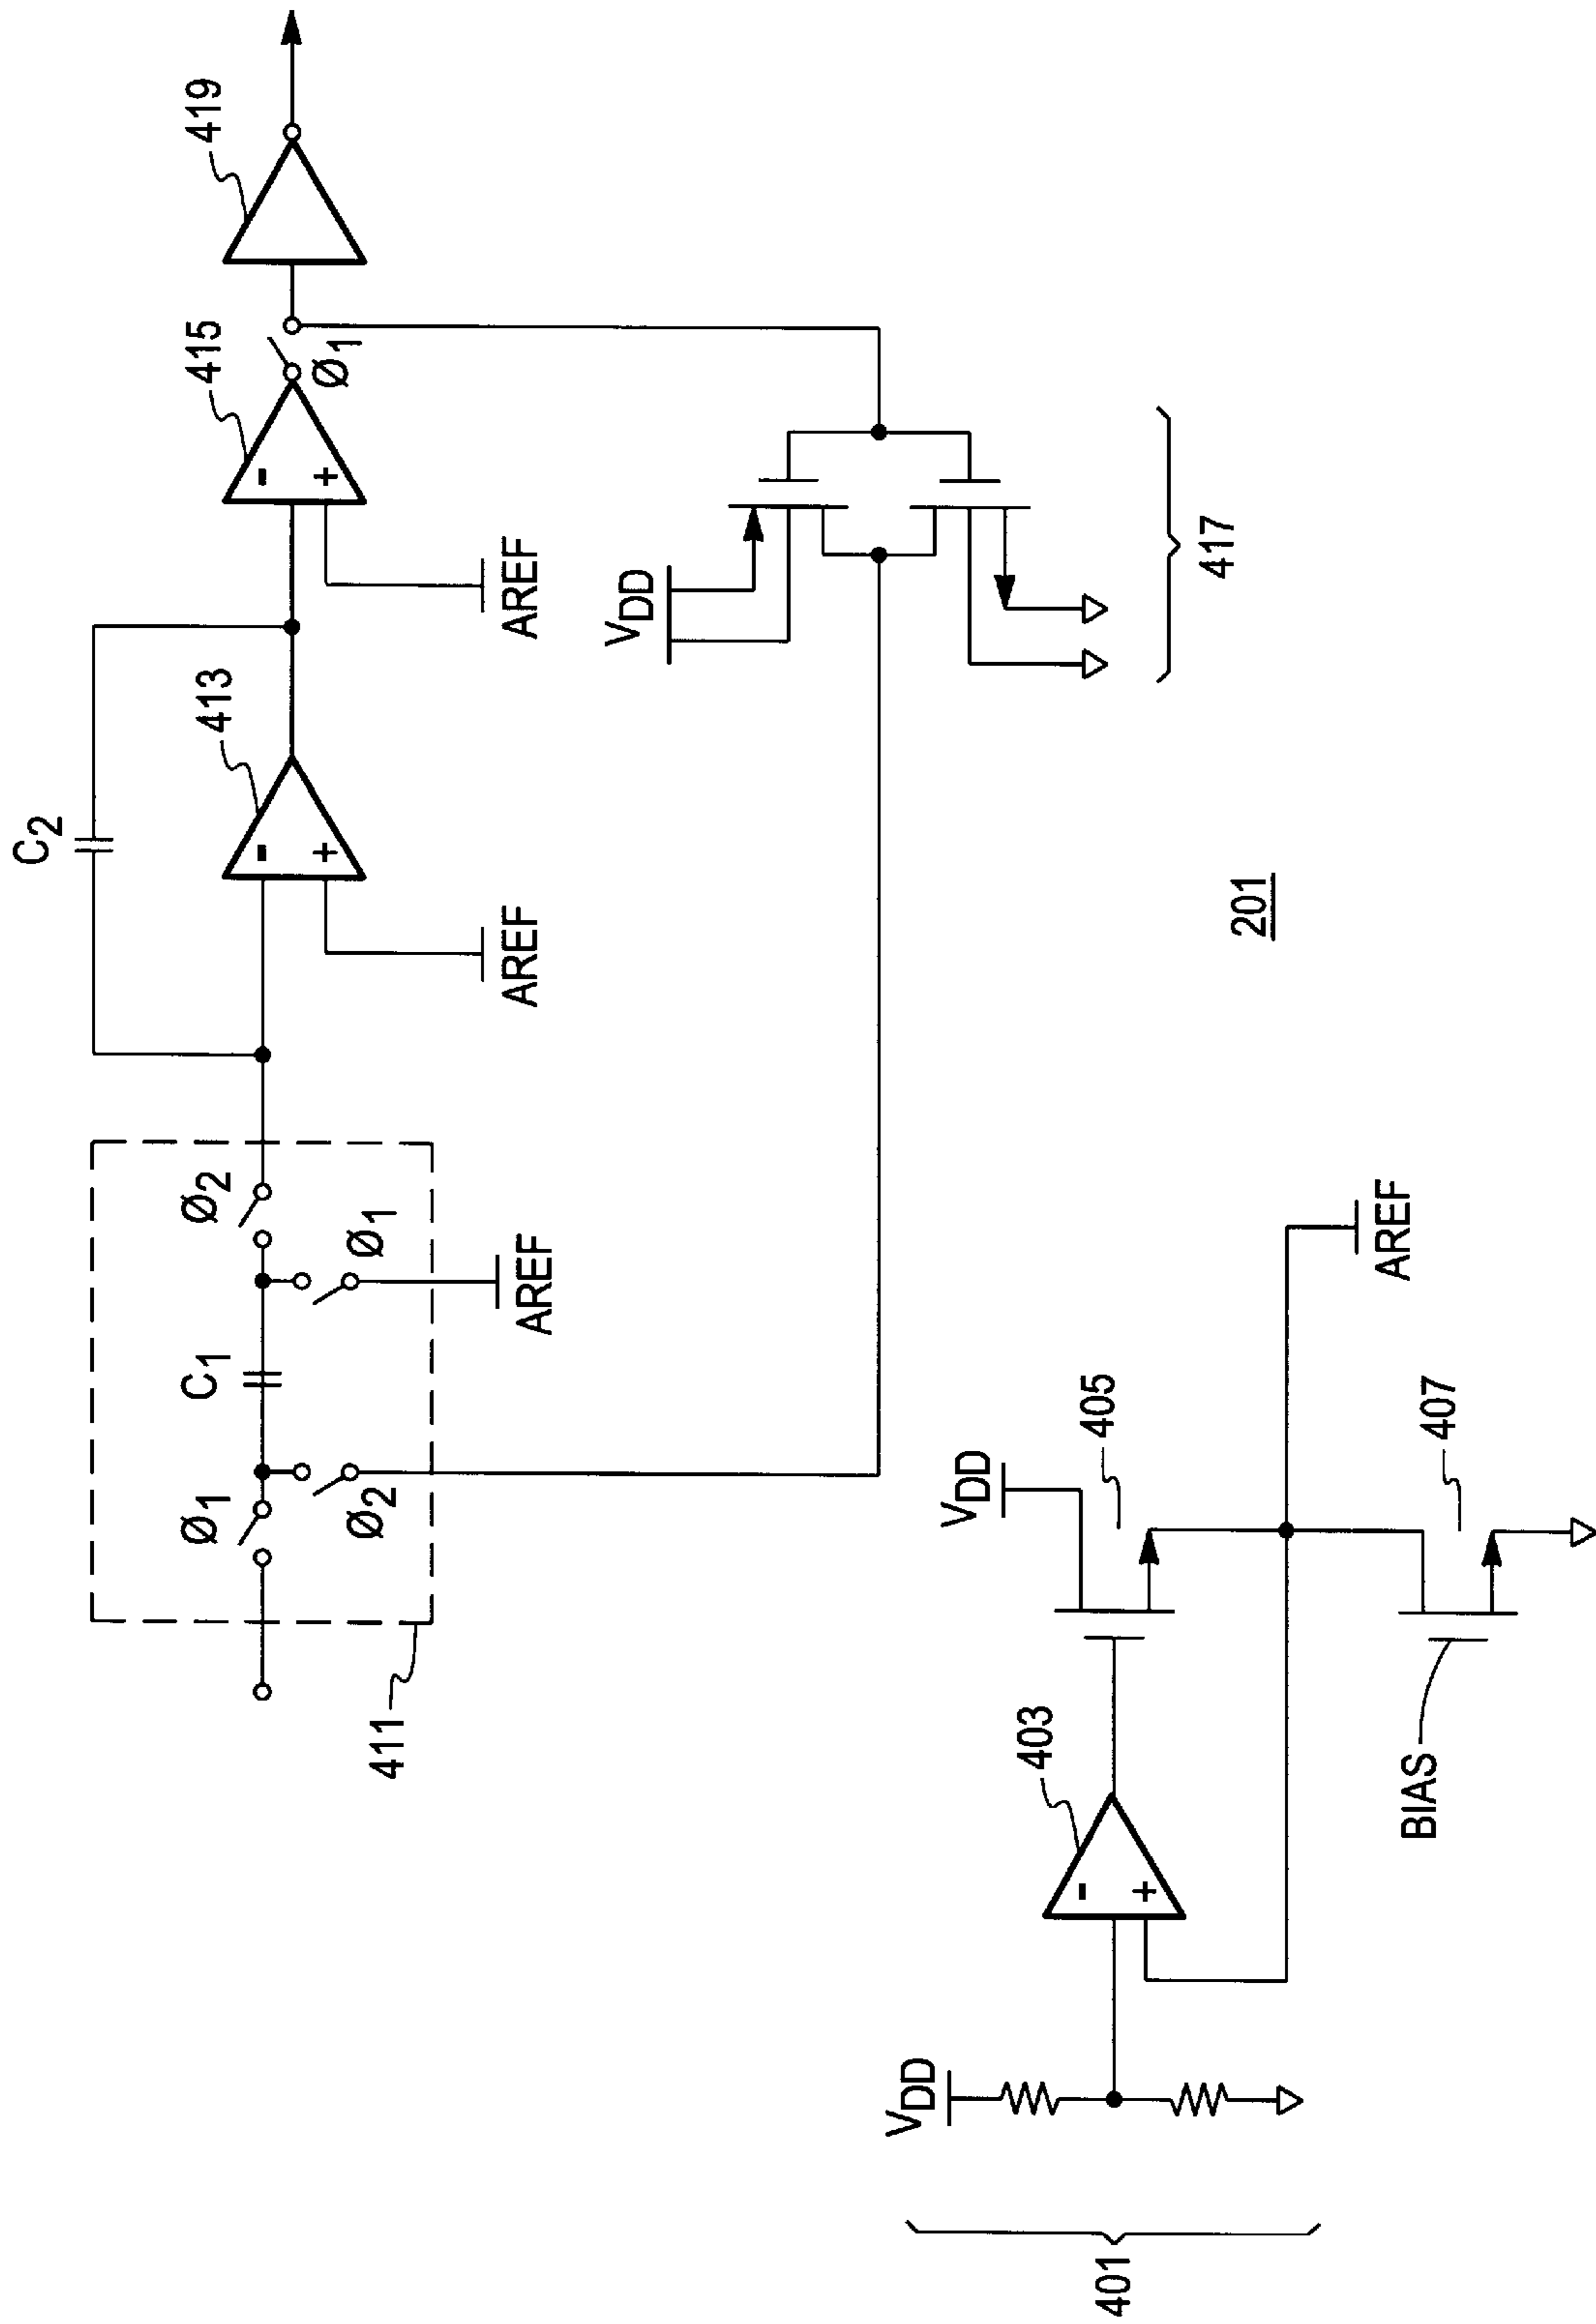 C2
413
415
419
Ø1
C1
Ø2
Ø2
Ø1
Ø1
-
+
-
+
AREF
AREF
AREF
411
VDD
417
201
VDD
VDD
405
403
-
+
AREF
401
407
BIAS